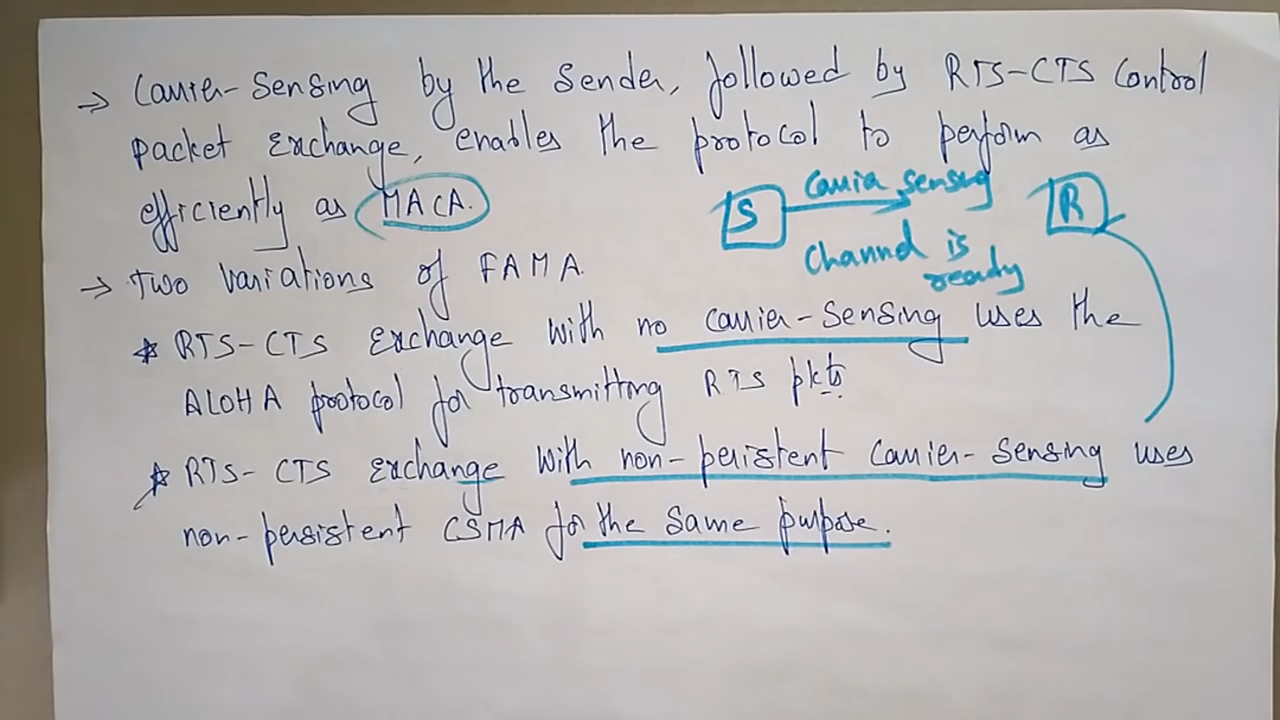 → Carrier-Sensing by the Sender, followed by RTS-CTS Control
packet Exchange, enables the protocol to perform as
efficiently as MACA.
S Carrier sensing R
Channel is
ready
→ Two variations of FAMA.
* RTS-CTS Exchange with no carrier-sensing uses the
ALOHA protocol for transmitting RTS pkts.
* RTS-CTS Exchange with non-persistent carrier-sensing uses
non-persistent CSMA for the same purpose.